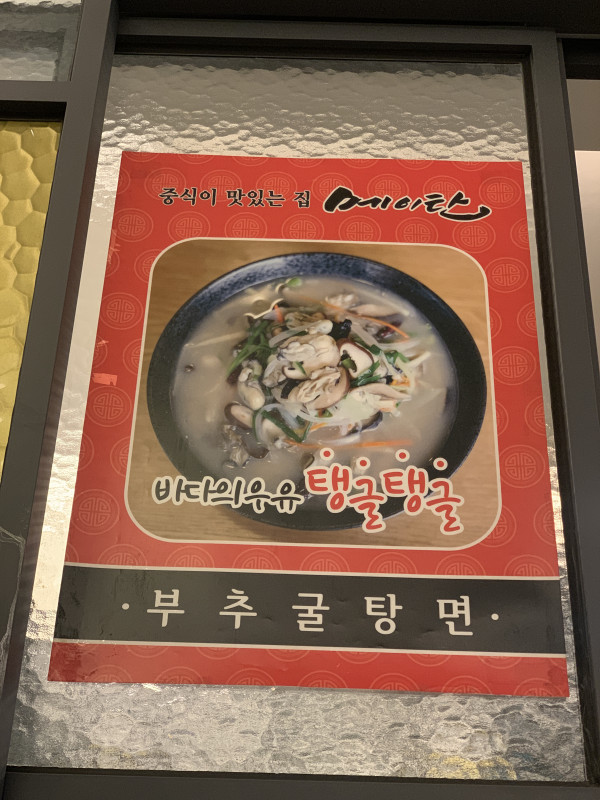 중식이 맛있는 집 메이탄
바다의우유 탱글탱글
·부추굴탕면·